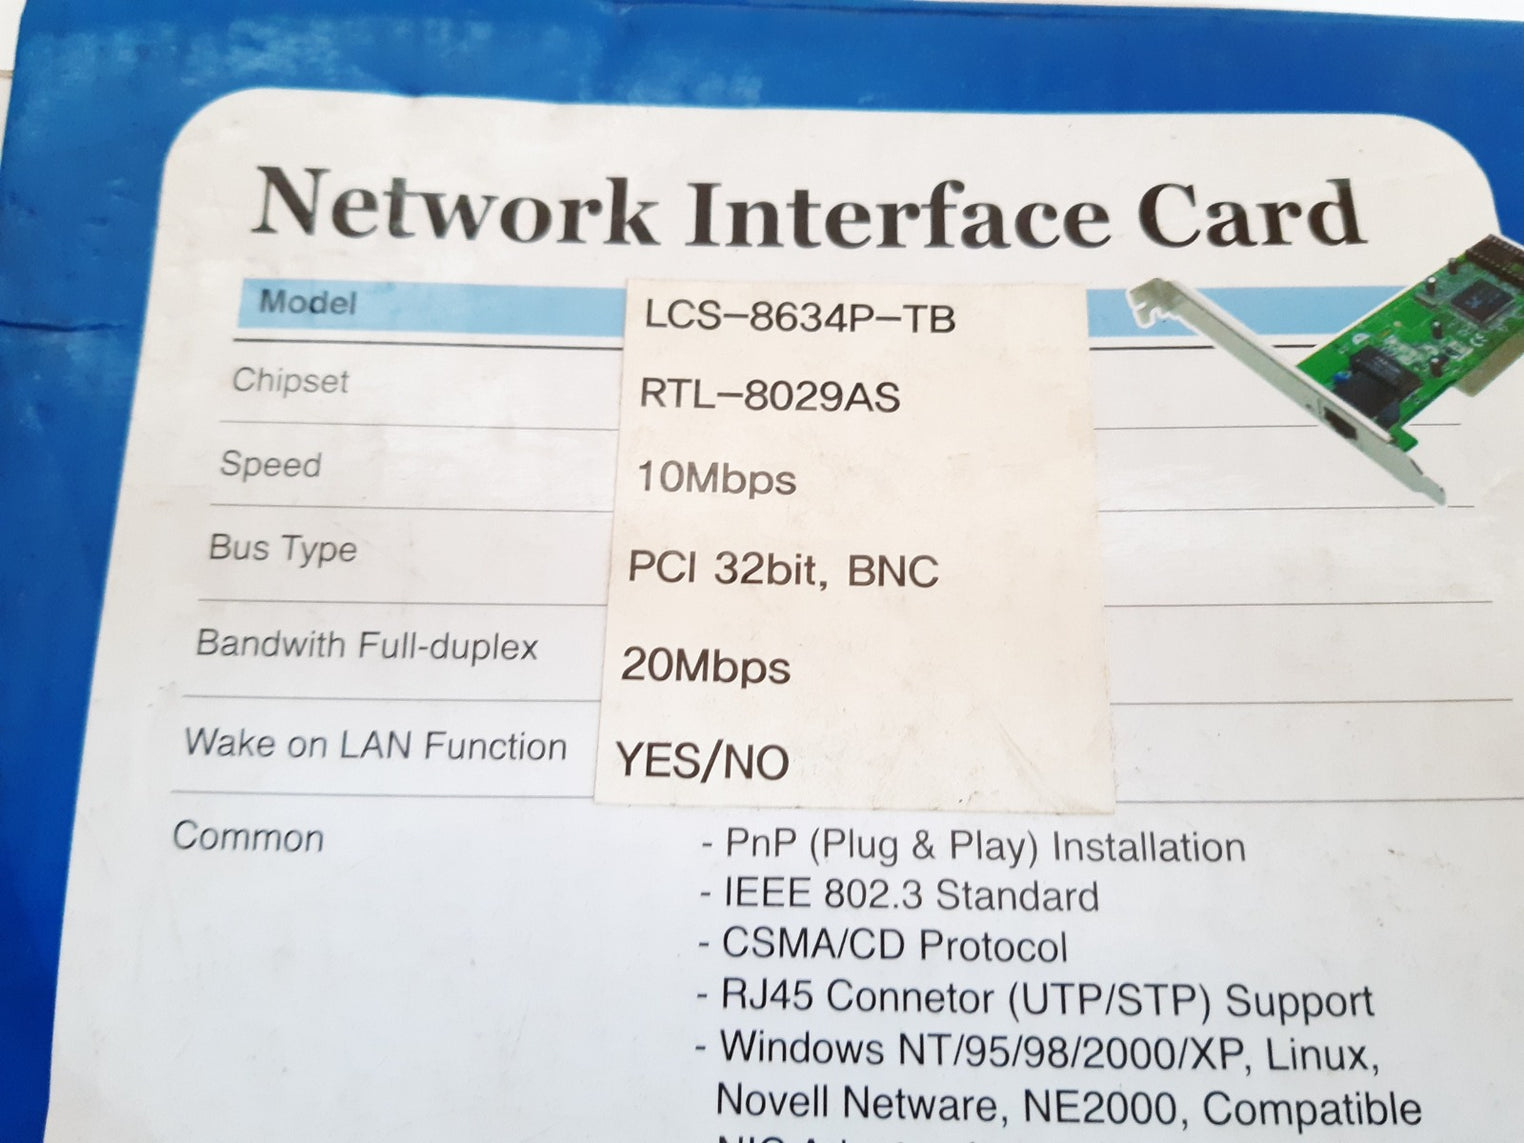 Network Interface Card
Model LCS-8634P-TB
Chipset RTL-8029AS
Speed 10Mbps
Bus Type PCI 32bit, BNC
Bandwith Full-duplex 20Mbps
Wake on LAN Function YES/NO
Common - PnP (Plug & Play) Installation
- IEEE 802.3 Standard
- CSMA/CD Protocol
- RJ45 Connetor (UTP/STP) Support
- Windows NT/95/98/2000/XP, Linux,
Novell Netware, NE2000, Compatible